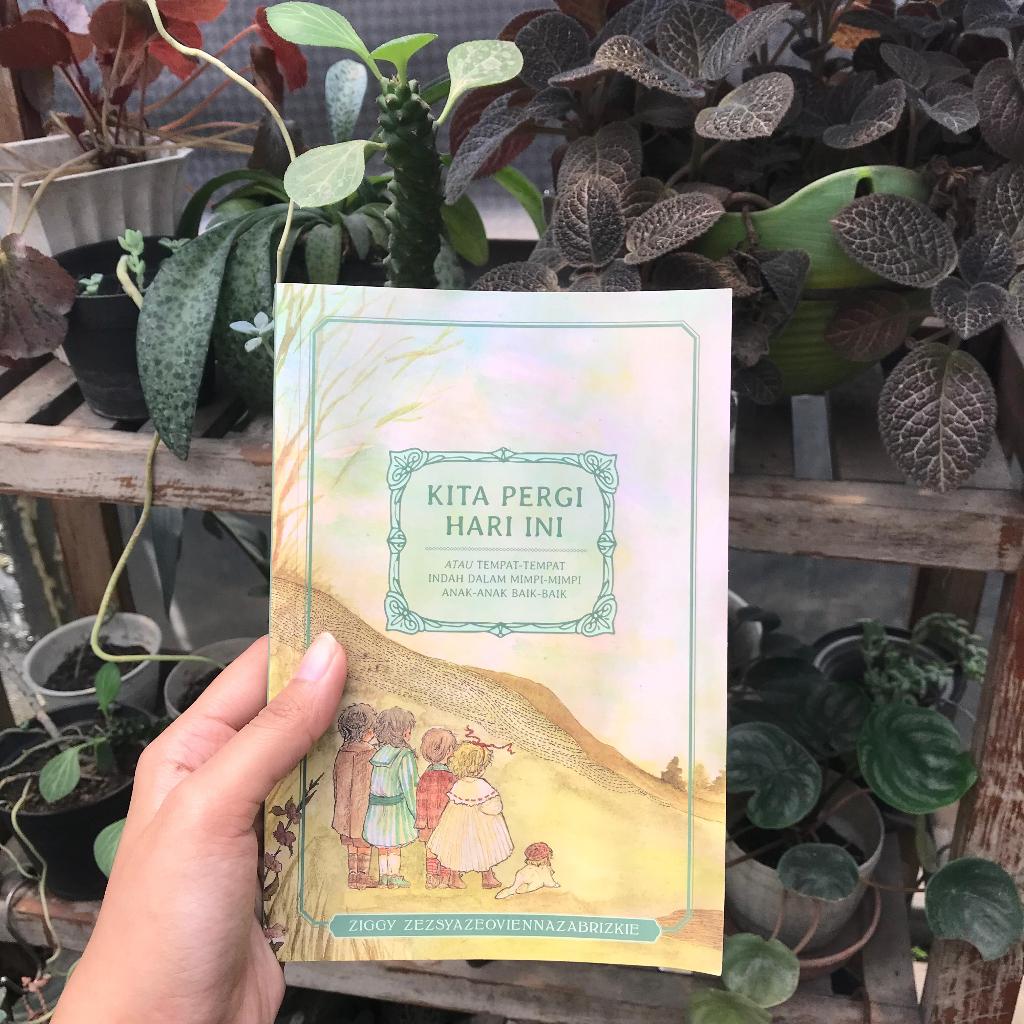 KITA PERGI
HARI INI
ATAU TEMPAT-TEMPAT
INDAH DALAM MIMPI-MIMPI
ANAK-ANAK BAIK-BAIK
ZIGGY ZEZSYAZEOVIENNAZABRIZKIE